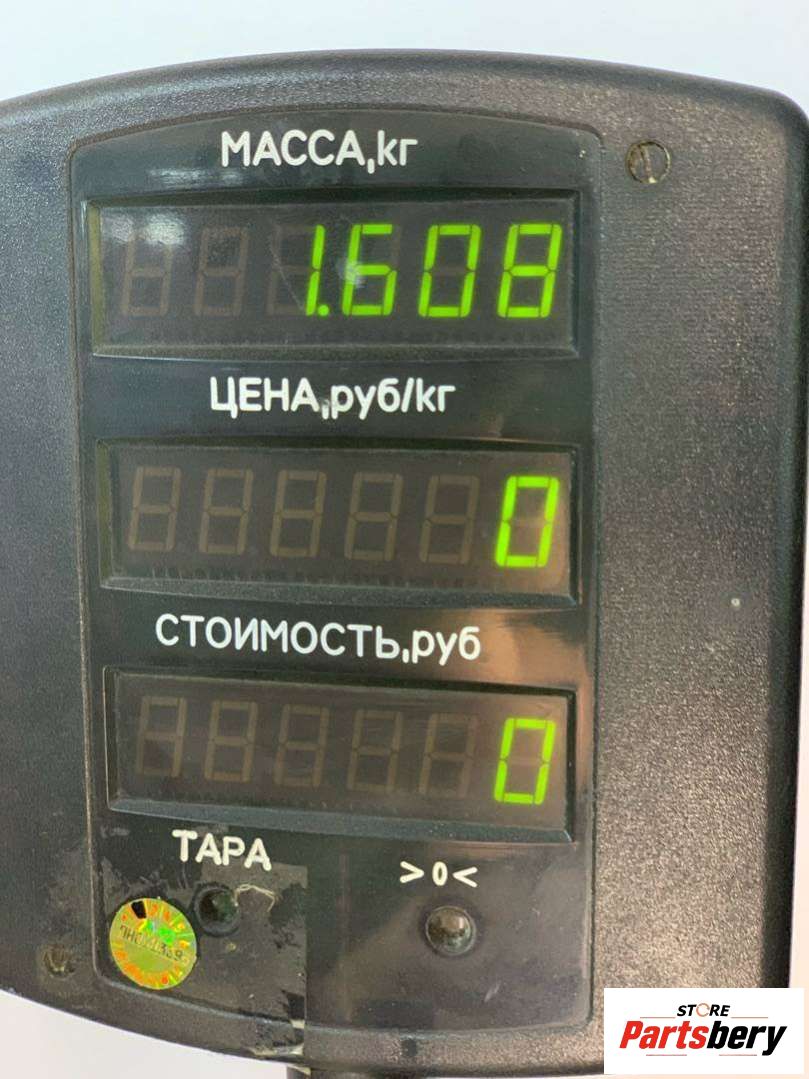 МАССА,кг
1.608
ЦЕНА,руб/кг
0
СТОИМОСТЬ,руб
0
ТАРА
>0<
STORE
Partsbery